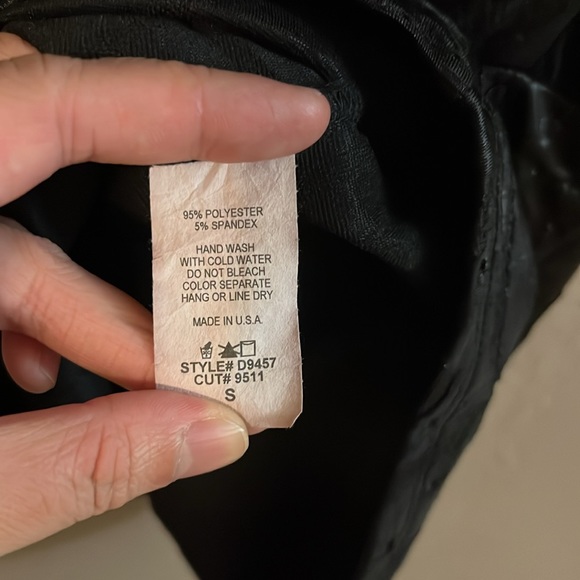 95% POLYESTER
5% SPANDEX
HAND WASH
WITH COLD WATER
DO NOT BLEACH
COLOR SEPARATE
HANG OR LINE DRY
MADE IN U.S.A.
STYLE# D9457
CUT# 9511
S